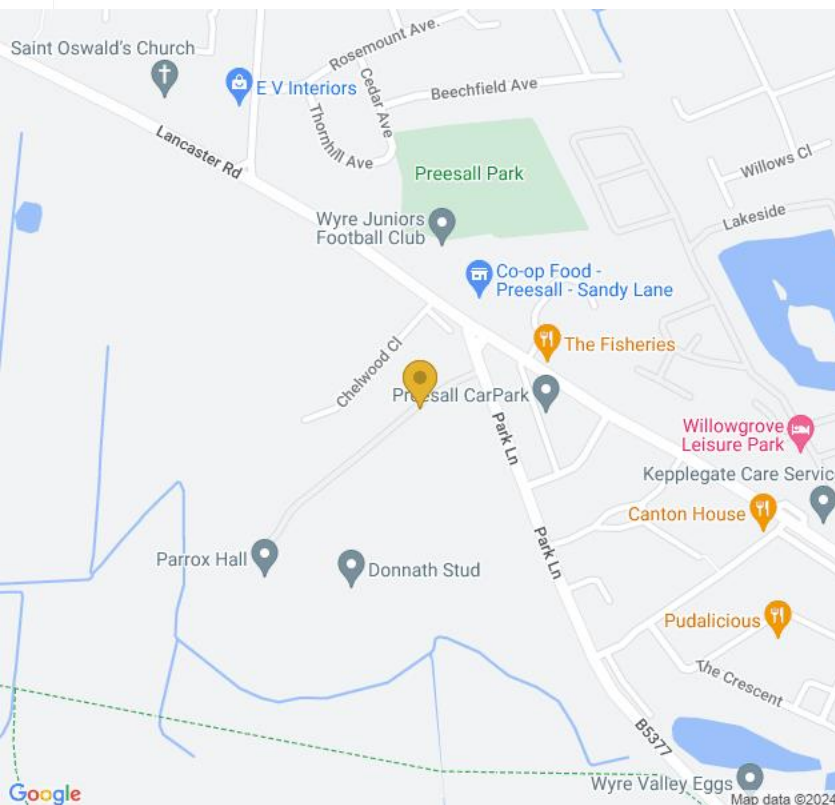 Saint Oswald's Church
E V Interiors
Rosemount Ave.
Cedar Ave
Beechfield Ave
Thornhill Ave
Lancaster Rd
Preesall Park
Willows Cl
Lakeside
Wyre Juniors
Football Club
Co-op Food -
Preesall - Sandy Lane
The Fisheries
Chelwood Cl
Preesall CarPark
Park Ln
Willowgrove
Leisure Park
Kepplegate Care Servic
Canton House
Parrox Hall
Donnath Stud
Park Ln
Pudalicious
The Crescent
B5377
Wyre Valley Eggs
Google
Map data ©2024